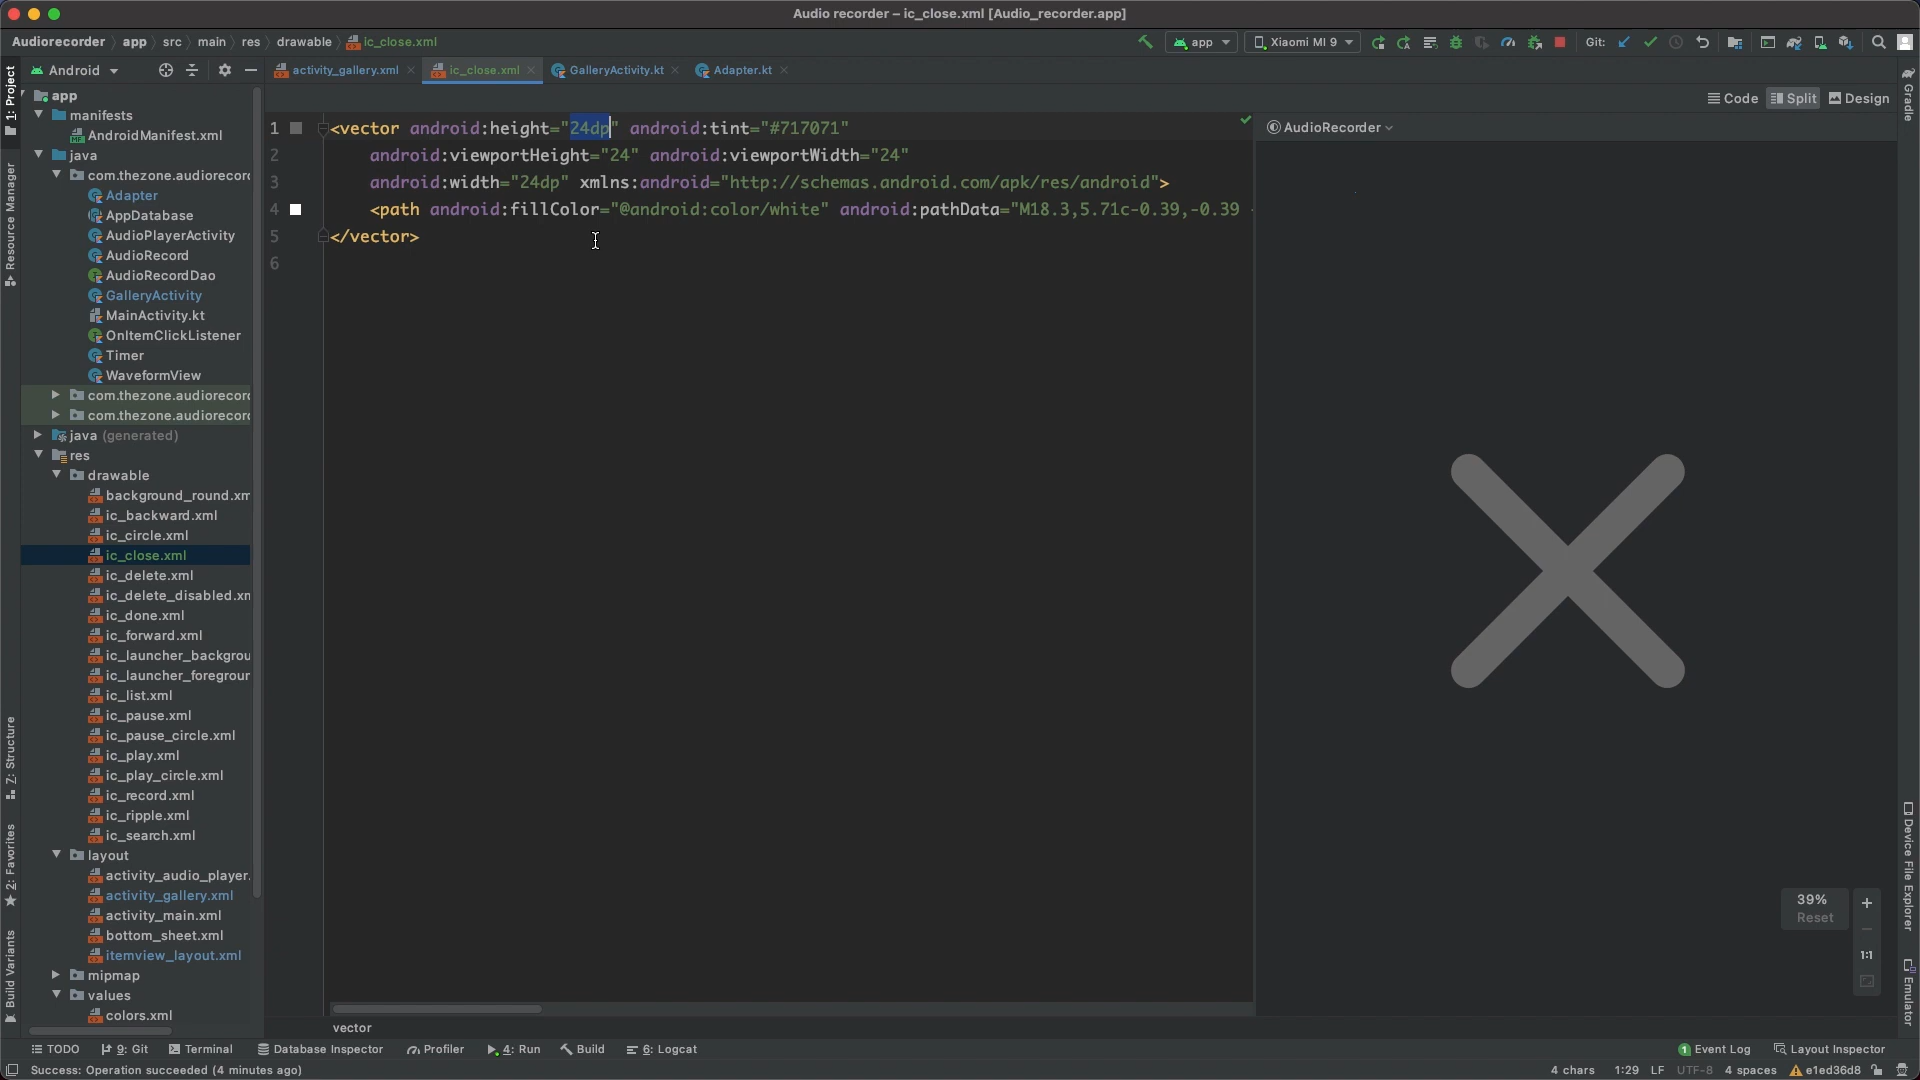 Audio recorder – ic_close.xml [Audio_recorder.app]
Audiorecorder app src main res drawable ic_close.xml
app Xiaomi MI 9 Git:
Android
activity_gallery.xml ic_close.xml GalleryActivity.kt Adapter.kt
Code Split Design
1: Project
Resource Manager
7: Structure
2: Favorites
Build Variants
app
manifests
AndroidManifest.xml
java
com.thezone.audiorecor
Adapter
AppDatabase
AudioPlayerActivity
AudioRecord
AudioRecordDao
GalleryActivity
MainActivity.kt
OnItemClickListener
Timer
WaveformView
com.thezone.audiorecor
com.thezone.audiorecor
java (generated)
res
drawable
background_round.xm
ic_backward.xml
ic_circle.xml
ic_close.xml
ic_delete.xml
ic_delete_disabled.xm
ic_done.xml
ic_forward.xml
ic_launcher_backgrou
ic_launcher_foregrour
ic_list.xml
ic_pause.xml
ic_pause_circle.xml
ic_play.xml
ic_play_circle.xml
ic_record.xml
ic_ripple.xml
ic_search.xml
layout
activity_audio_player.
activity_gallery.xml
activity_main.xml
bottom_sheet.xml
itemview_layout.xml
mipmap
values
colors.xml
1 <vector android:height="24dp" android:tint="#717071"
2 android:viewportHeight="24" android:viewportWidth="24"
3 android:width="24dp" xmlns:android="http://schemas.android.com/apk/res/android">
4 <path android:fillColor="@android:color/white" android:pathData="M18.3,5.71c-0.39,-0.39 -
5 </vector>
6
AudioRecorder
39%
Reset
1:1
Gradle
Device File Explorer
Emulator
vector
TODO 9: Git Terminal Database Inspector Profiler 4: Run Build 6: Logcat 1 Event Log Layout Inspector
Success: Operation succeeded (4 minutes ago) 4 chars 1:29 LF UTF-8 4 spaces e1ed36d8